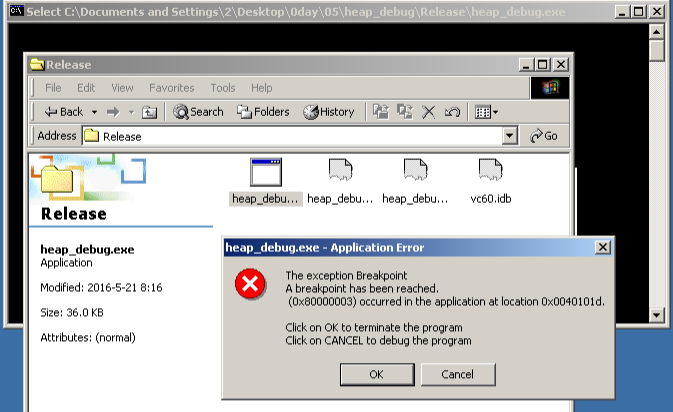 Select C:\Documents and Settings\2\Desktop\0day\05\heap_debug\Release\heap_debug.exe
Release
File Edit View Favorites Tools Help
Back Search Folders History
Address Release Go
heap_debu... heap_debu... heap_debu... vc60.idb
Release
heap_debug.exe
Application
Modified: 2016-5-21 8:16
Size: 36.0 KB
Attributes: (normal)
heap_debug.exe - Application Error
The exception Breakpoint
A breakpoint has been reached.
(0x80000003) occurred in the application at location 0x0040101d.
Click on OK to terminate the program
Click on CANCEL to debug the program
OK Cancel